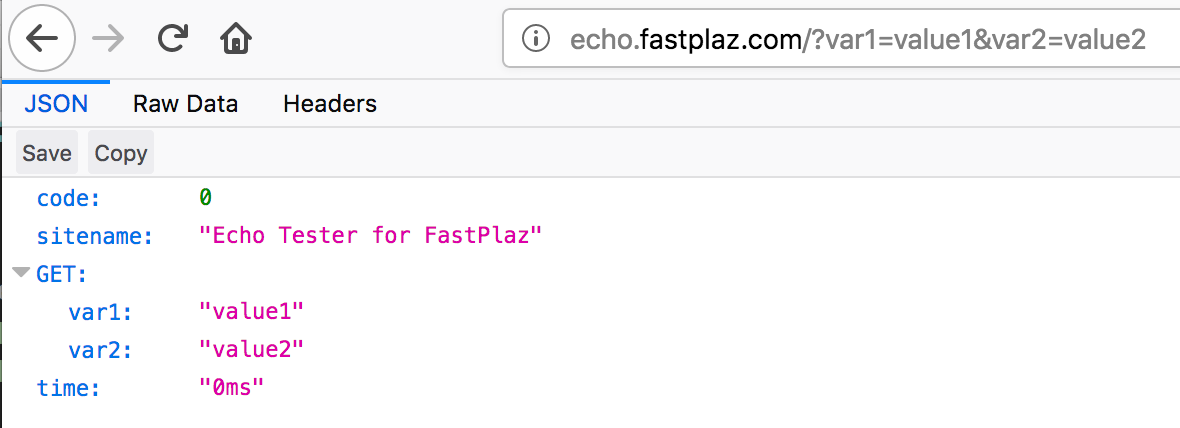 echo.fastplaz.com/?var1=value1&var2=value2
JSON Raw Data Headers
Save Copy
code: 0
sitename: "Echo Tester for FastPlaz"
GET:
var1: "value1"
var2: "value2"
time: "0ms"